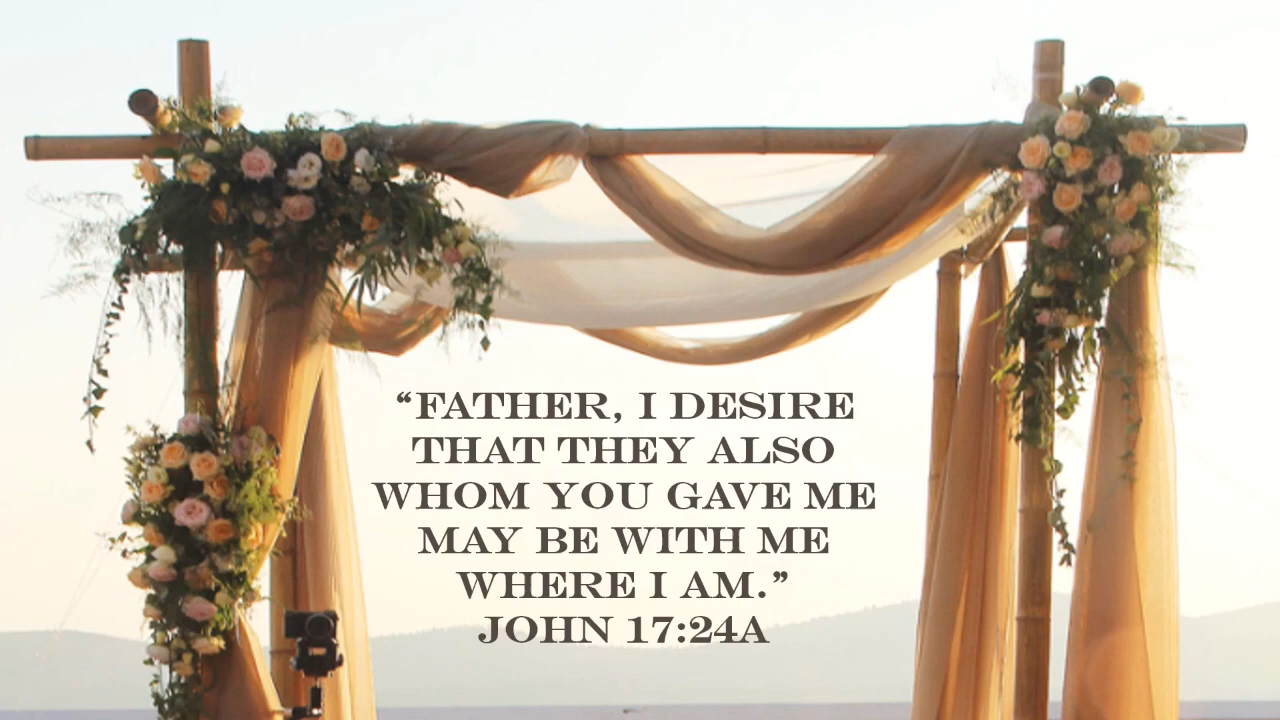 “FATHER, I DESIRE
THAT THEY ALSO
WHOM YOU GAVE ME
MAY BE WITH ME
WHERE I AM.”
JOHN 17:24A